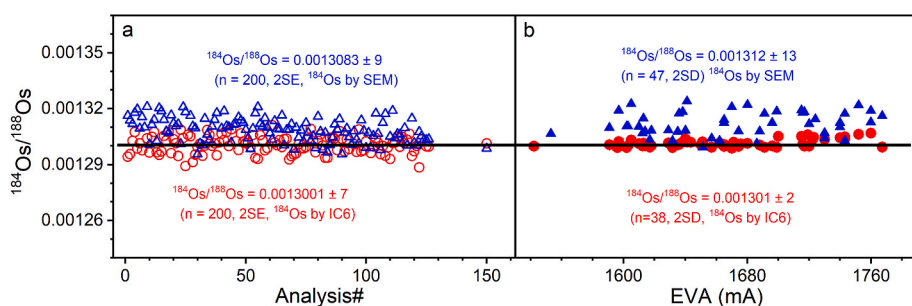 a
b
0.00135
0.00132
0.00129
0.00126
¹⁸⁴Os/¹⁸⁸Os
¹⁸⁴Os/¹⁸⁸Os = 0.0013083 ± 9
(n = 200, 2SE, ¹⁸⁴Os by SEM)
¹⁸⁴Os/¹⁸⁸Os = 0.0013001 ± 7
(n = 200, 2SE, ¹⁸⁴Os by IC6)
¹⁸⁴Os/¹⁸⁸Os = 0.001312 ± 13
(n = 47, 2SD) ¹⁸⁴Os by SEM
¹⁸⁴Os/¹⁸⁸Os = 0.001301 ± 2
(n=38, 2SD, ¹⁸⁴Os by IC6)
0 50 100 150
1600 1680 1760
Analysis#
EVA (mA)